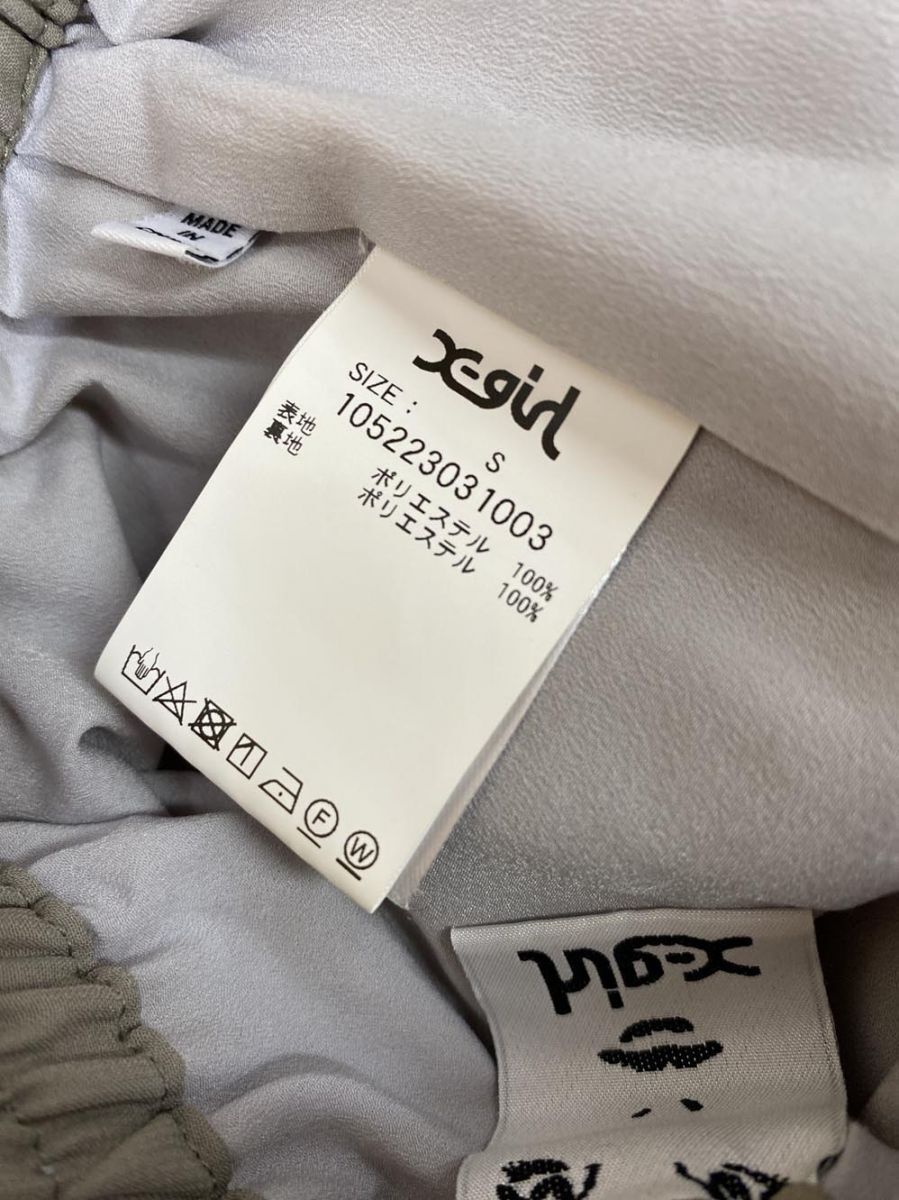 MADE
IN
X-girl
SIZE : S
105223031003
表地 ポリエステル 100%
裏地 ポリエステル 100%
F W
X-girl